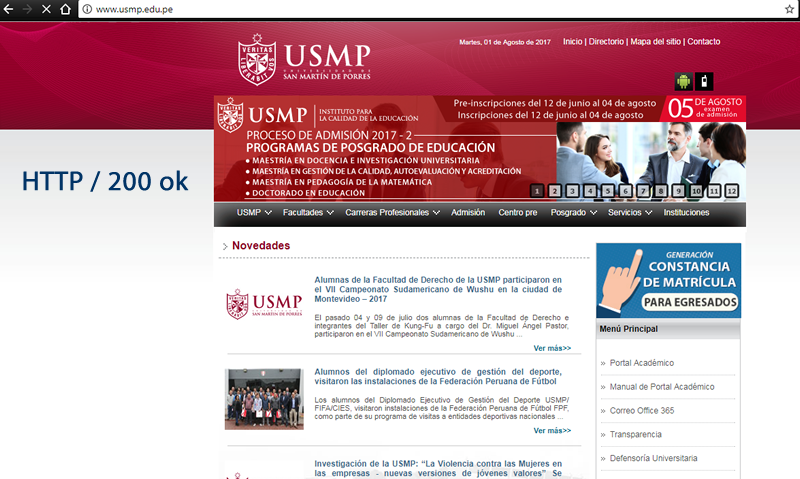 www.usmp.edu.pe
VERITAS LIBERABIT VOS
USMP
UNIVERSIDAD DE
SAN MARTÍN DE PORRES
Martes, 01 de Agosto de 2017
Inicio | Directorio | Mapa del sitio | Contacto
USMP
INSTITUTO PARA
LA CALIDAD DE LA EDUCACIÓN
Pre-inscripciones del 12 de junio al 04 de agosto
Inscripciones del 12 de junio al 04 de agosto
05 DE AGOSTO
examen
de admisión
PROCESO DE ADMISIÓN 2017 - 2
PROGRAMAS DE POSGRADO DE EDUCACIÓN
• MAESTRÍA EN DOCENCIA E INVESTIGACIÓN UNIVERSITARIA
• MAESTRÍA EN GESTIÓN DE LA CALIDAD, AUTOEVALUACIÓN Y ACREDITACIÓN
• MAESTRÍA EN PEDAGOGÍA DE LA MATEMÁTICA
• DOCTORADO EN EDUCACIÓN
1 2 3 4 5 6 7 8 9 10 11 12
HTTP / 200 ok
USMP Facultades Carreras Profesionales Admisión Centro pre Posgrado Servicios Instituciones
Novedades
USMP
SAN MARTÍN DE PORRES
Alumnas de la Facultad de Derecho de la USMP participaron en
el VII Campeonato Sudamericano de Wushu en la ciudad de
Montevideo – 2017
El pasado 04 y 09 de julio dos alumnas de la Facultad de Derecho e
integrantes del Taller de Kung-Fu a cargo del Dr. Miguel Angel Pastor,
participaron en el VII Campeonato Sudamericano de Wushu ...
Ver más>>
Alumnos del diplomado ejecutivo de gestión del deporte,
visitaron las instalaciones de la Federación Peruana de Fútbol
Los alumnos del Diplomado Ejecutivo de Gestión del Deporte USMP/
FIFA/CIES, visitaron instalaciones de la Federación Peruana de Fútbol FPF,
como parte de su programa de visitas a entidades deportivas nacionales ...
Ver más>>
Investigación de la USMP: “La Violencia contra las Mujeres en
las empresas - nuevas versiones de jóvenes valores” Se
GENERACIÓN
CONSTANCIA
DE MATRÍCULA
PARA EGRESADOS
Menú Principal
» Portal Académico
» Manual de Portal Académico
» Correo Office 365
» Transparencia
» Defensoría Universitaria